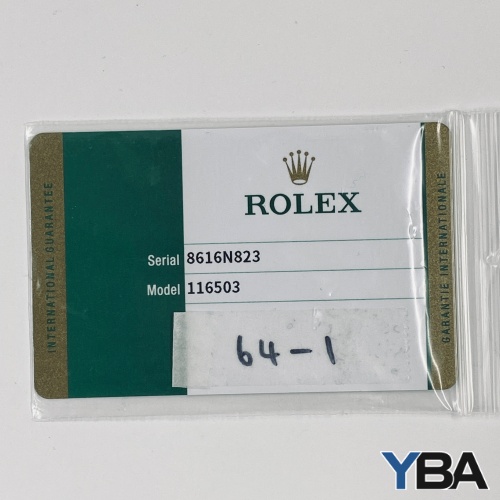 INTERNATIONAL GUARANTEE
ROLEX
Serial 8616N823
Model 116503
64-1
GARANTIE INTERNATIONALE
YBA